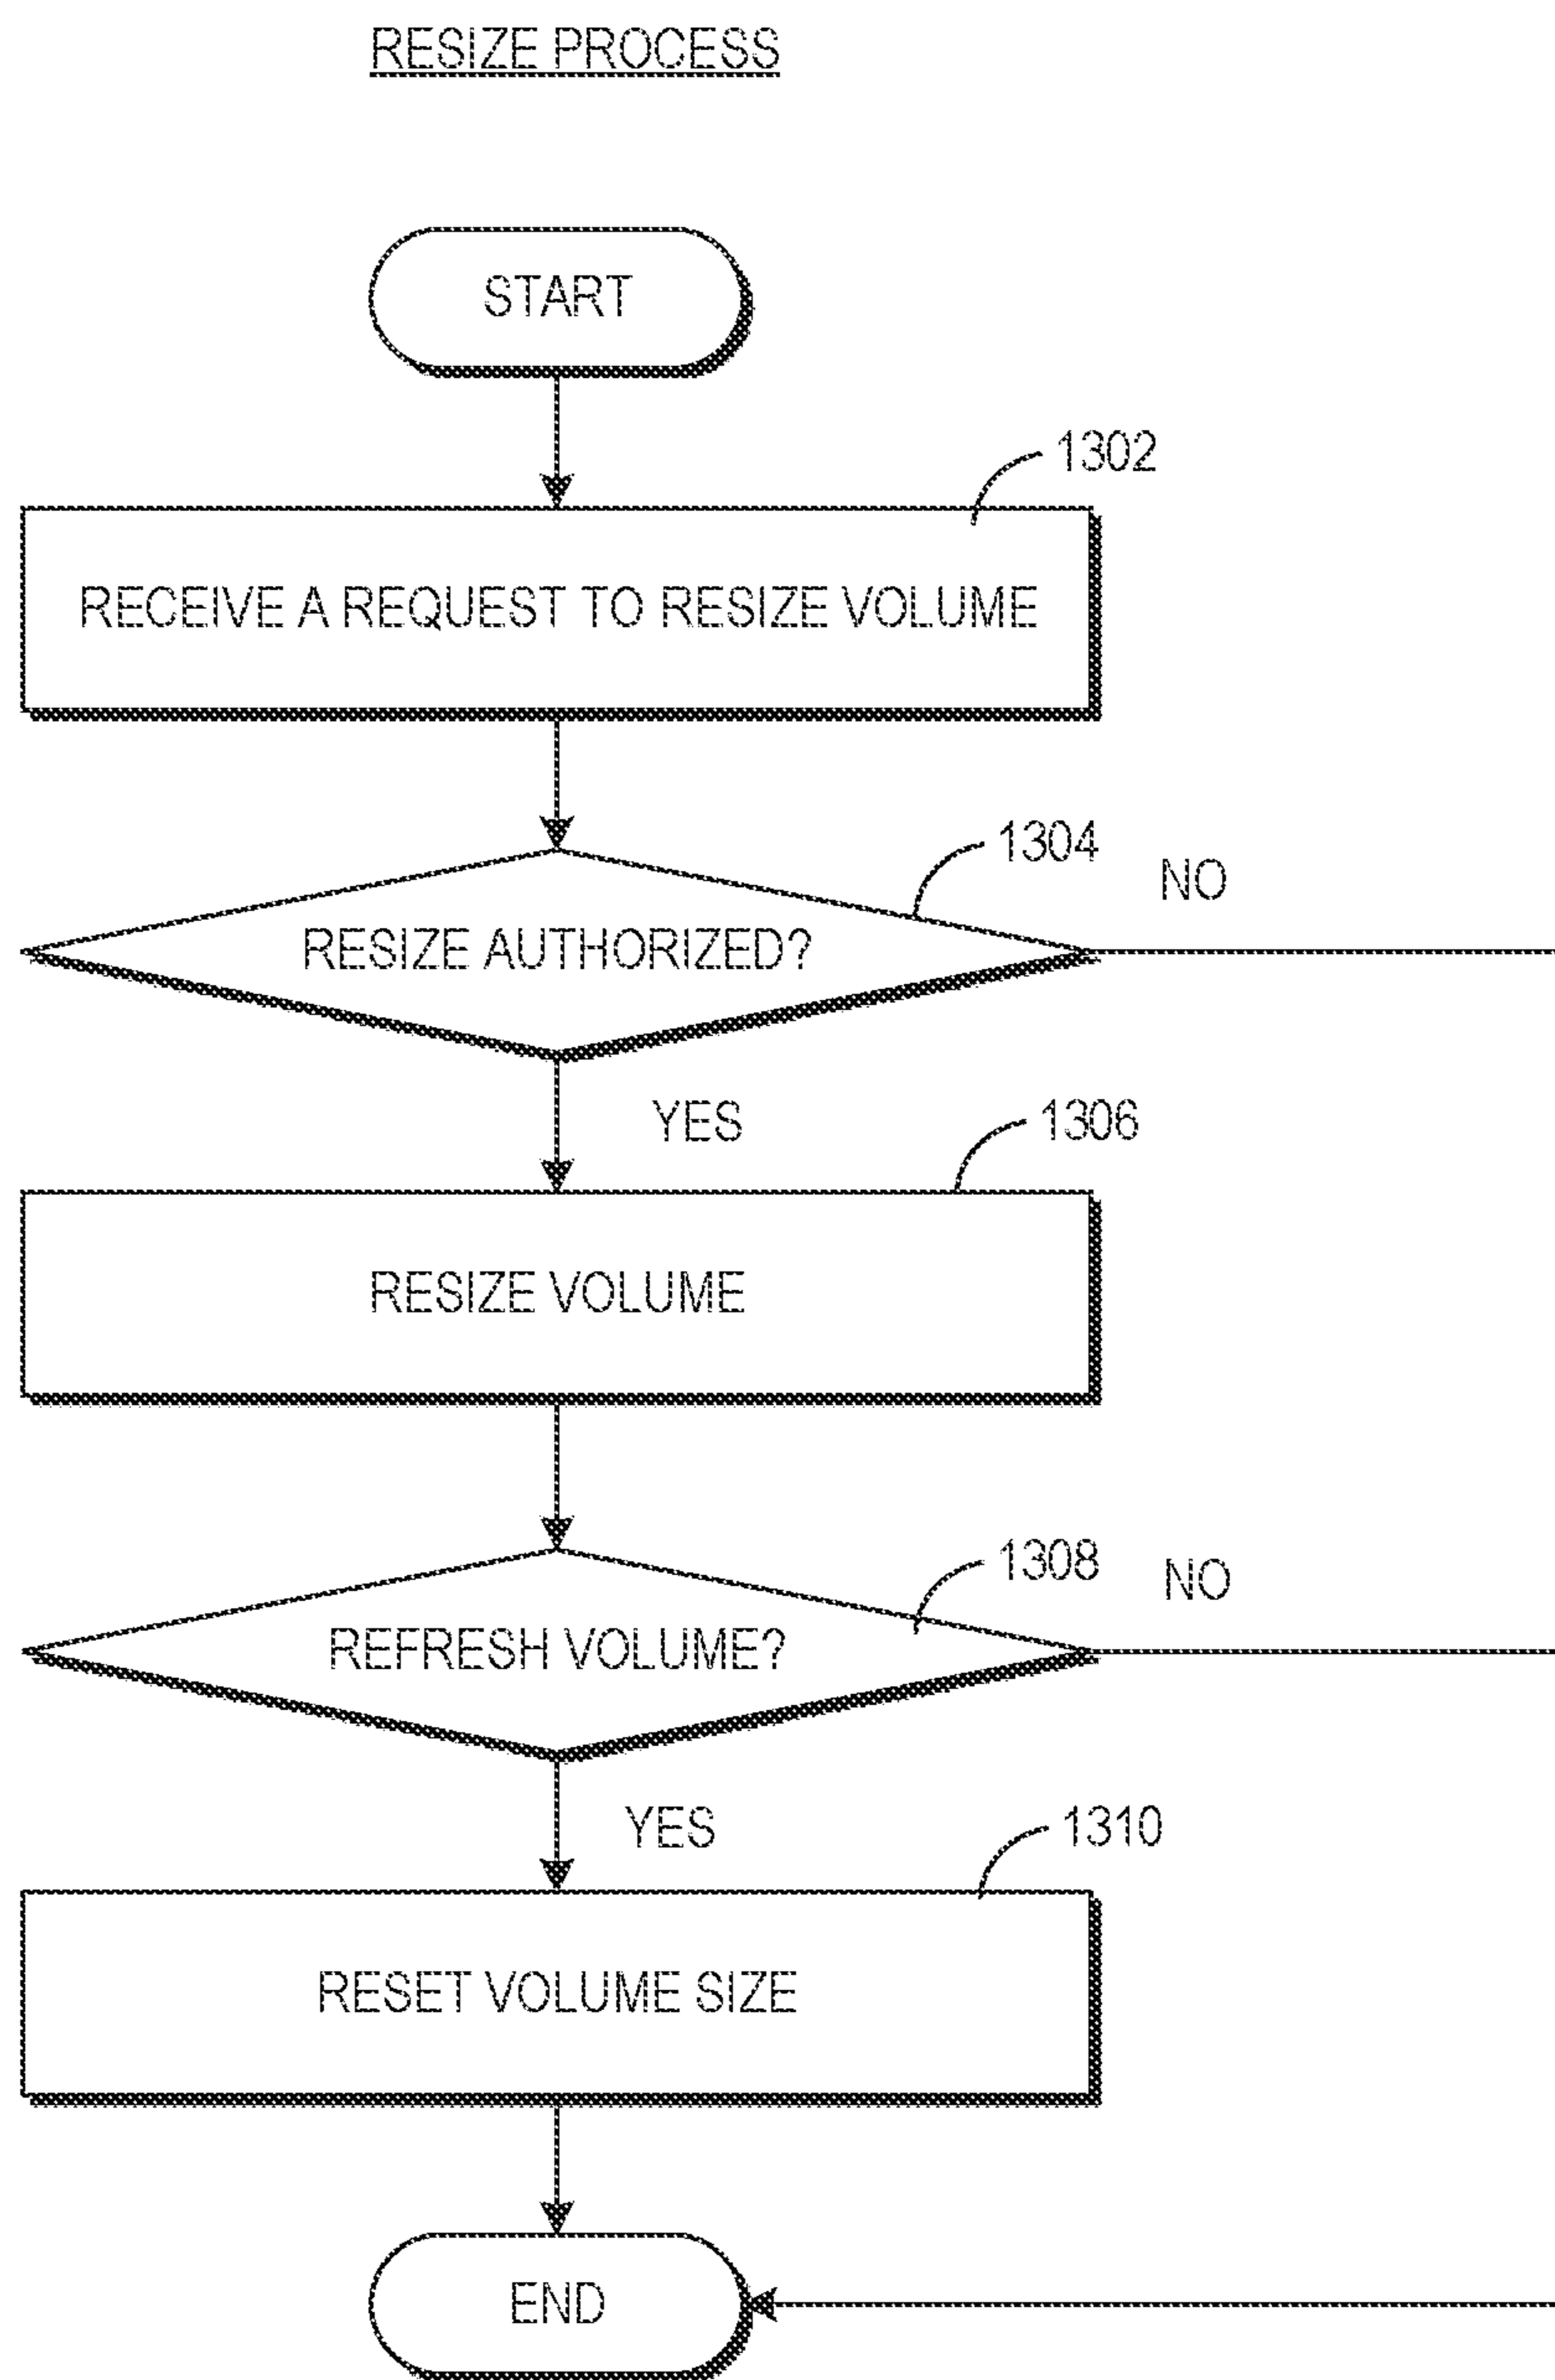 RESIZE PROCESS
START
1302
RECEIVE A REQUEST TO RESIZE VOLUME
1304
NO
RESIZE AUTHORIZED?
YES
1306
RESIZE VOLUME
1308
NO
REFRESH VOLUME?
YES
1310
RESET VOLUME SIZE
END